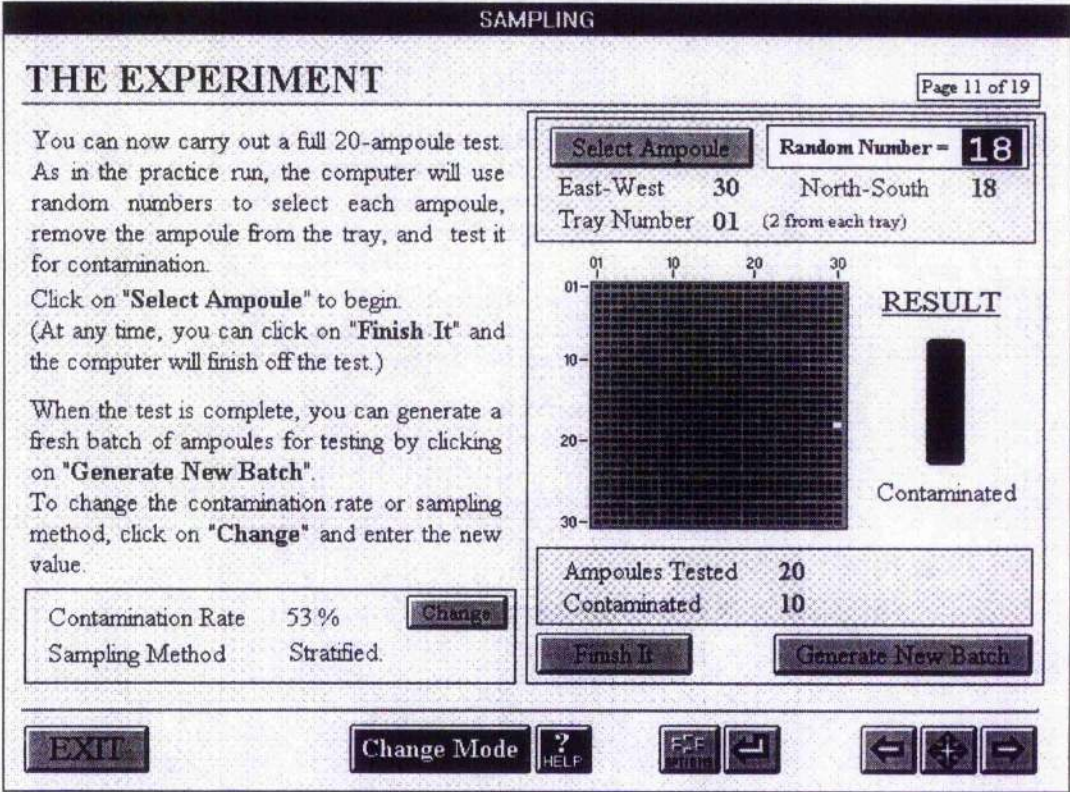 SAMPLING
THE EXPERIMENT
Page 11 of 19
You can now carry out a full 20-ampoule test.
As in the practice run, the computer will use
random numbers to select each ampoule,
remove the ampoule from the tray, and test it
for contamination.
Click on "Select Ampoule" to begin.
(At any time, you can click on "Finish It" and
the computer will finish off the test.)
When the test is complete, you can generate a
fresh batch of ampoules for testing by clicking
on "Generate New Batch".
To change the contamination rate or sampling
method, click on "Change" and enter the new
value.
Contamination Rate 53 % Change
Sampling Method Stratified.
Select Ampoule Random Number = 18
East-West 30 North-South 18
Tray Number 01 (2 from each tray)
01 10 20 30
01
10
20
30
RESULT
Contaminated
Ampoules Tested 20
Contaminated 10
Finish It Generate New Batch
EXIT Change Mode ? HELP